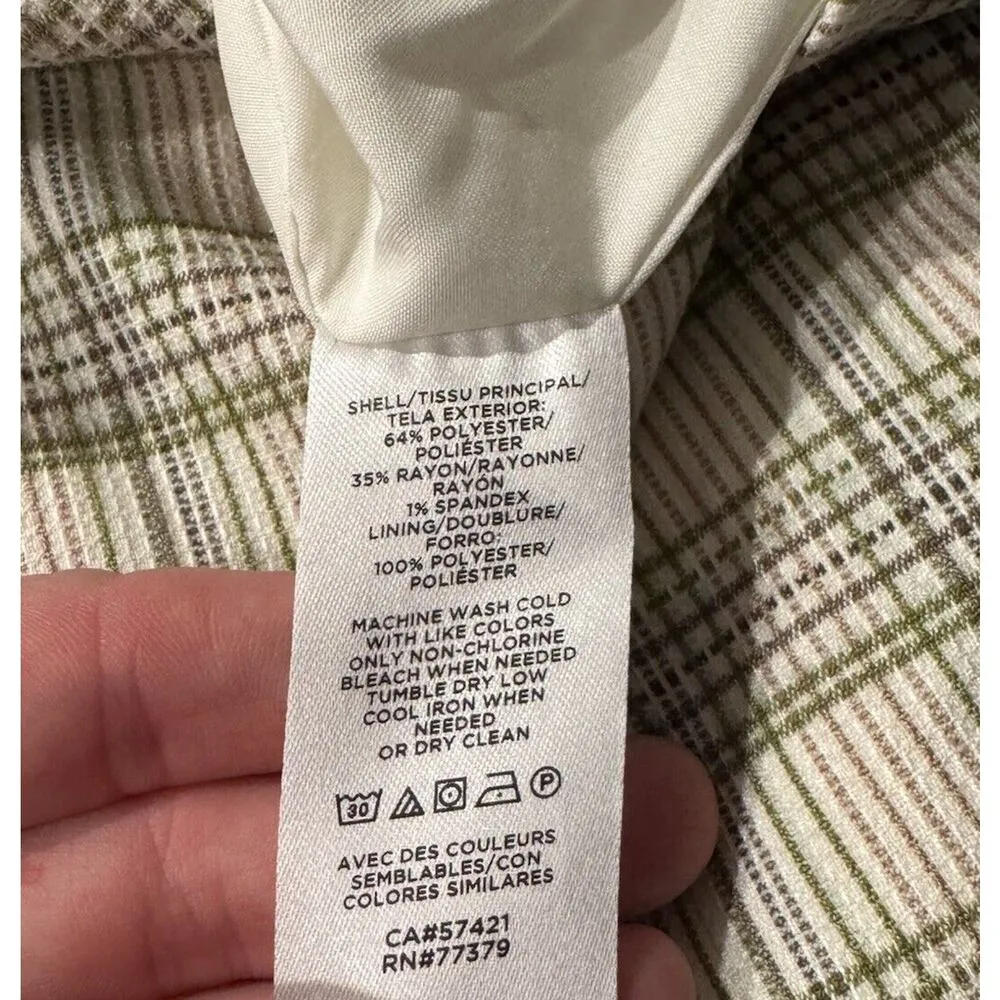 SHELL/TISSU PRINCIPAL/
TELA EXTERIOR:
64% POLYESTER/
POLIÉSTER
35% RAYON/RAYONNE/
RAYÓN
1% SPANDEX
LINING/DOUBLURE/
FORRO:
100% POLYESTER/
POLIÉSTER
MACHINE WASH COLD
WITH LIKE COLORS
ONLY NON-CHLORINE
BLEACH WHEN NEEDED
TUMBLE DRY LOW
COOL IRON WHEN
NEEDED
OR DRY CLEAN
30 P
AVEC DES COULEURS
SEMBLABLES/CON
COLORES SIMILARES
CA#57421
RN#77379